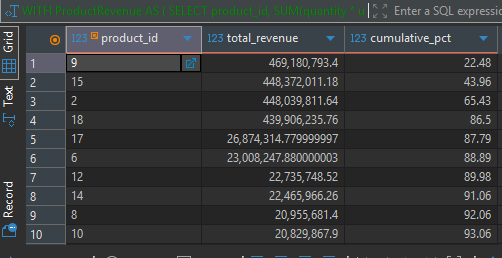 WITH ProductRevenue AS ( SELECT product_id, SUM(quantity * u Enter a SQL expressio
Grid 123 product_id 123 total_revenue 123 cumulative_pct
1 9 469,180,793.4 22.48
2 15 448,372,011.18 43.96
3 2 448,039,811.64 65.43
4 18 439,906,235.76 86.5
5 17 26,874,314.779999997 87.79
6 6 23,008,247.880000003 88.89
7 12 22,735,748.52 89.98
8 14 22,465,966.26 91.06
9 8 20,955,681.4 92.06
10 10 20,829,867.9 93.06
Text
Record